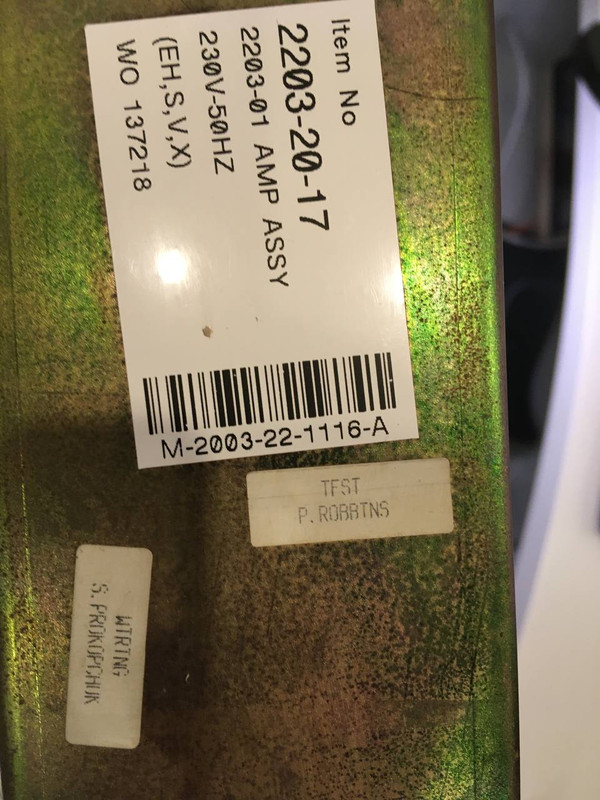 Item No
2203-20-17
2203-01 AMP ASSY
230V-50HZ
(EH,S,V,X)
WO 137218
M-2003-22-1116-A
TEST
P.ROBBINS
WIRING
S. PROKOPCHUK